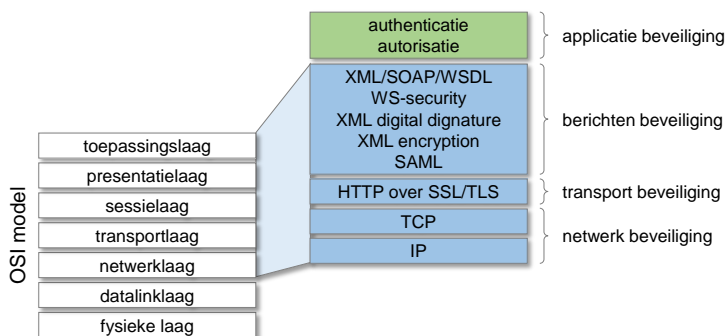 authenticatie
autorisatie
applicatie beveiliging
XML/SOAP/WSDL
WS-security
XML digital dignature
XML encryption
SAML
berichten beveiliging
HTTP over SSL/TLS
transport beveiliging
TCP
IP
netwerk beveiliging
OSI model
toepassingslaag
presentatielaag
sessielaag
transportlaag
netwerklaag
datalinklaag
fysieke laag